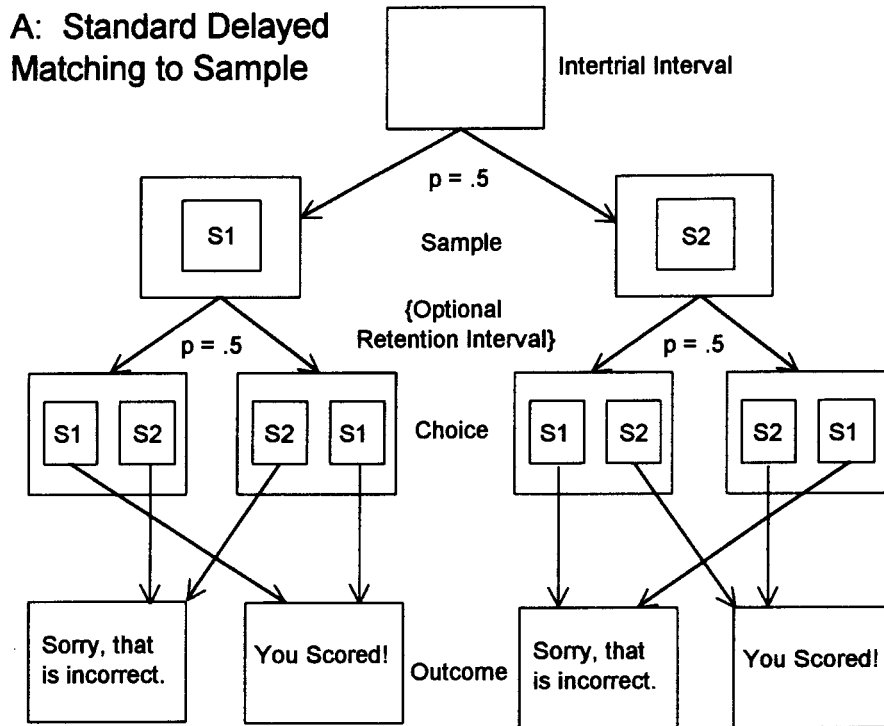 A: Standard Delayed
Matching to Sample
Intertrial Interval
p = .5
S1
Sample
S2
{Optional
Retention Interval}
p = .5
p = .5
S1 S2
S2 S1
Choice
S1 S2
S2 S1
Sorry, that
is incorrect.
You Scored!
Outcome
Sorry, that
is incorrect.
You Scored!